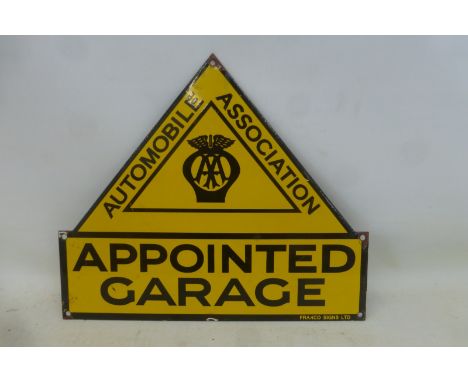 AUTOMOBILE
ASSOCIATION
AA
APPOINTED
GARAGE
FRANCO SIGNS LTD